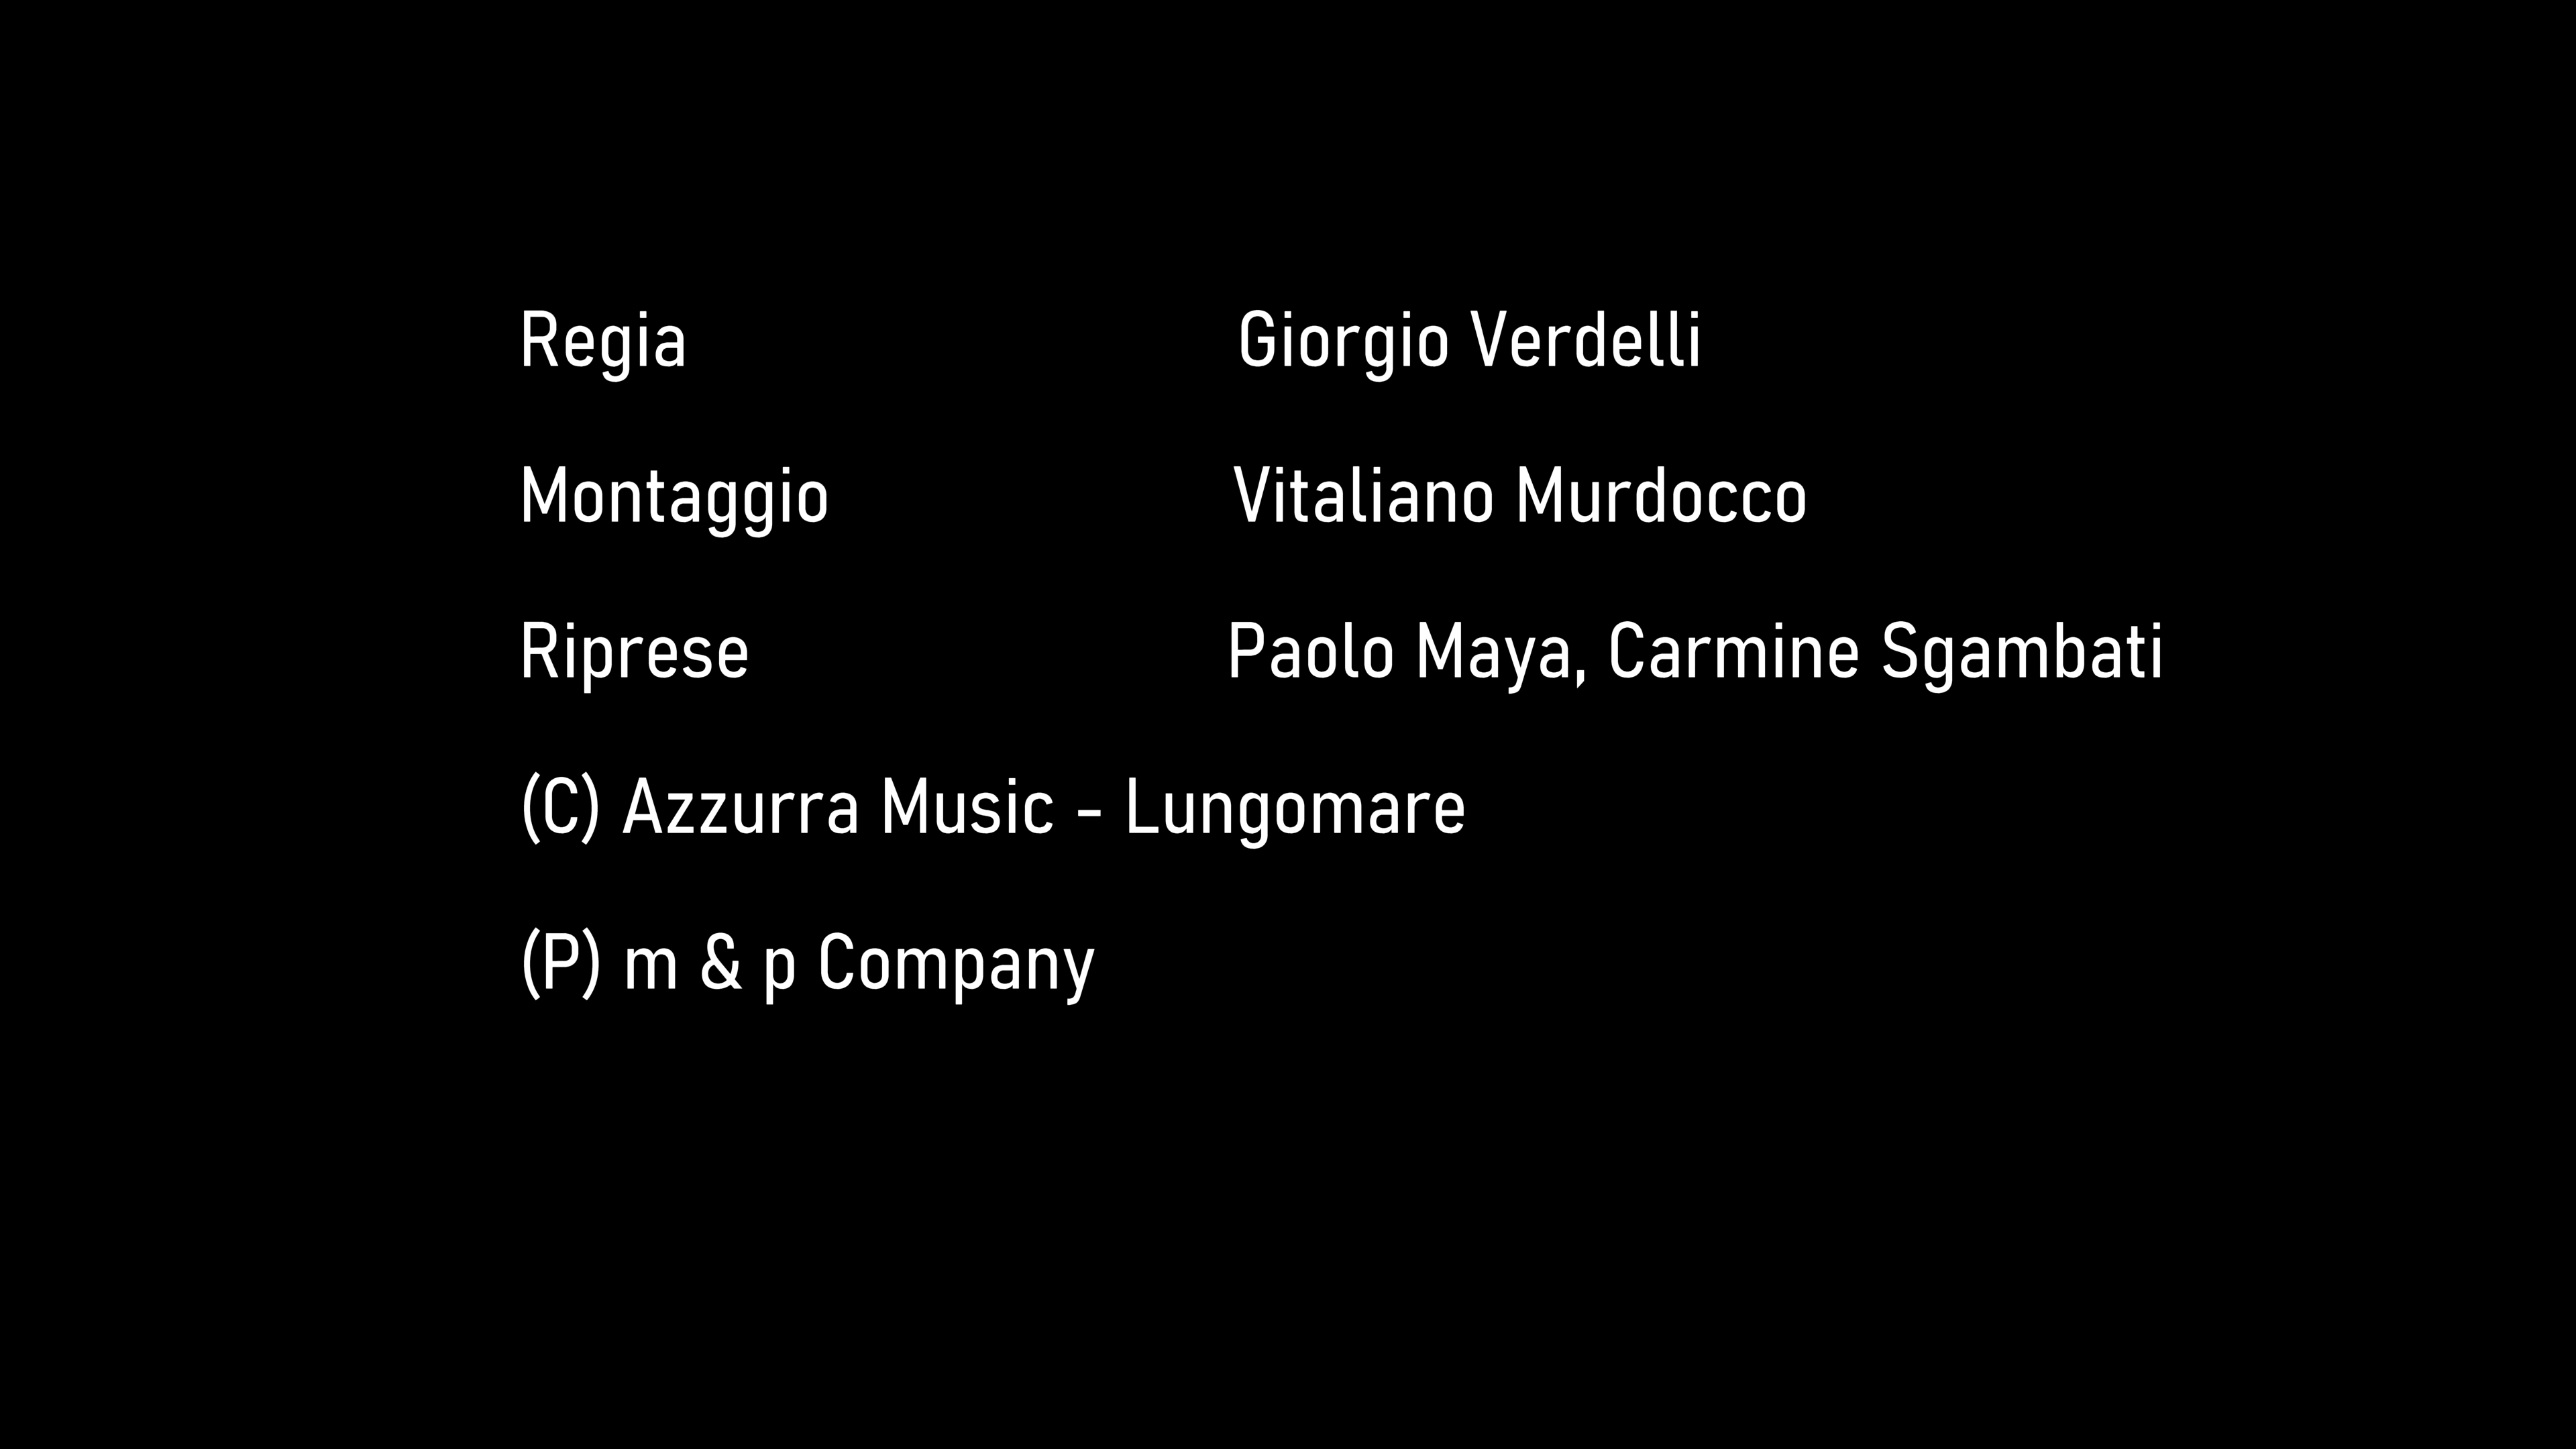 Regia Giorgio Verdelli
Montaggio Vitaliano Murdocco
Riprese Paolo Maya, Carmine Sgambati
(C) Azzurra Music - Lungomare
(P) m & p Company